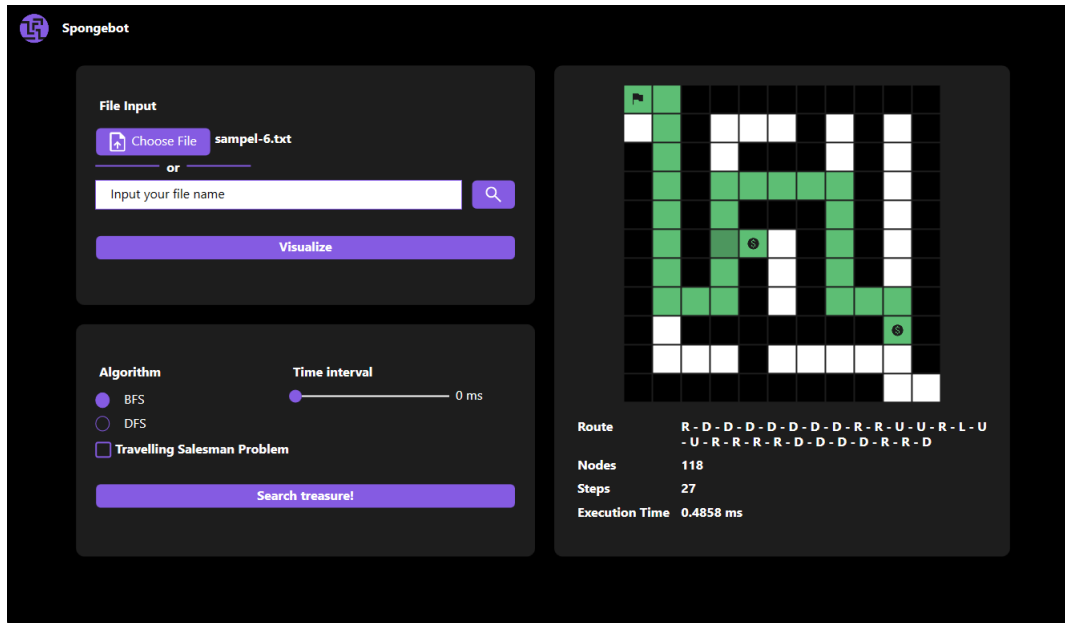 Spongebot
File Input
Choose File sampel-6.txt
or
Input your file name
Visualize
Algorithm
Time interval
BFS
0 ms
DFS
Travelling Salesman Problem
Search treasure!
$
$
Route R - D - D - D - D - D - D - D - R - R - U - U - R - L - U
- U - R - R - R - R - D - D - D - D - R - R - D
Nodes 118
Steps 27
Execution Time 0.4858 ms